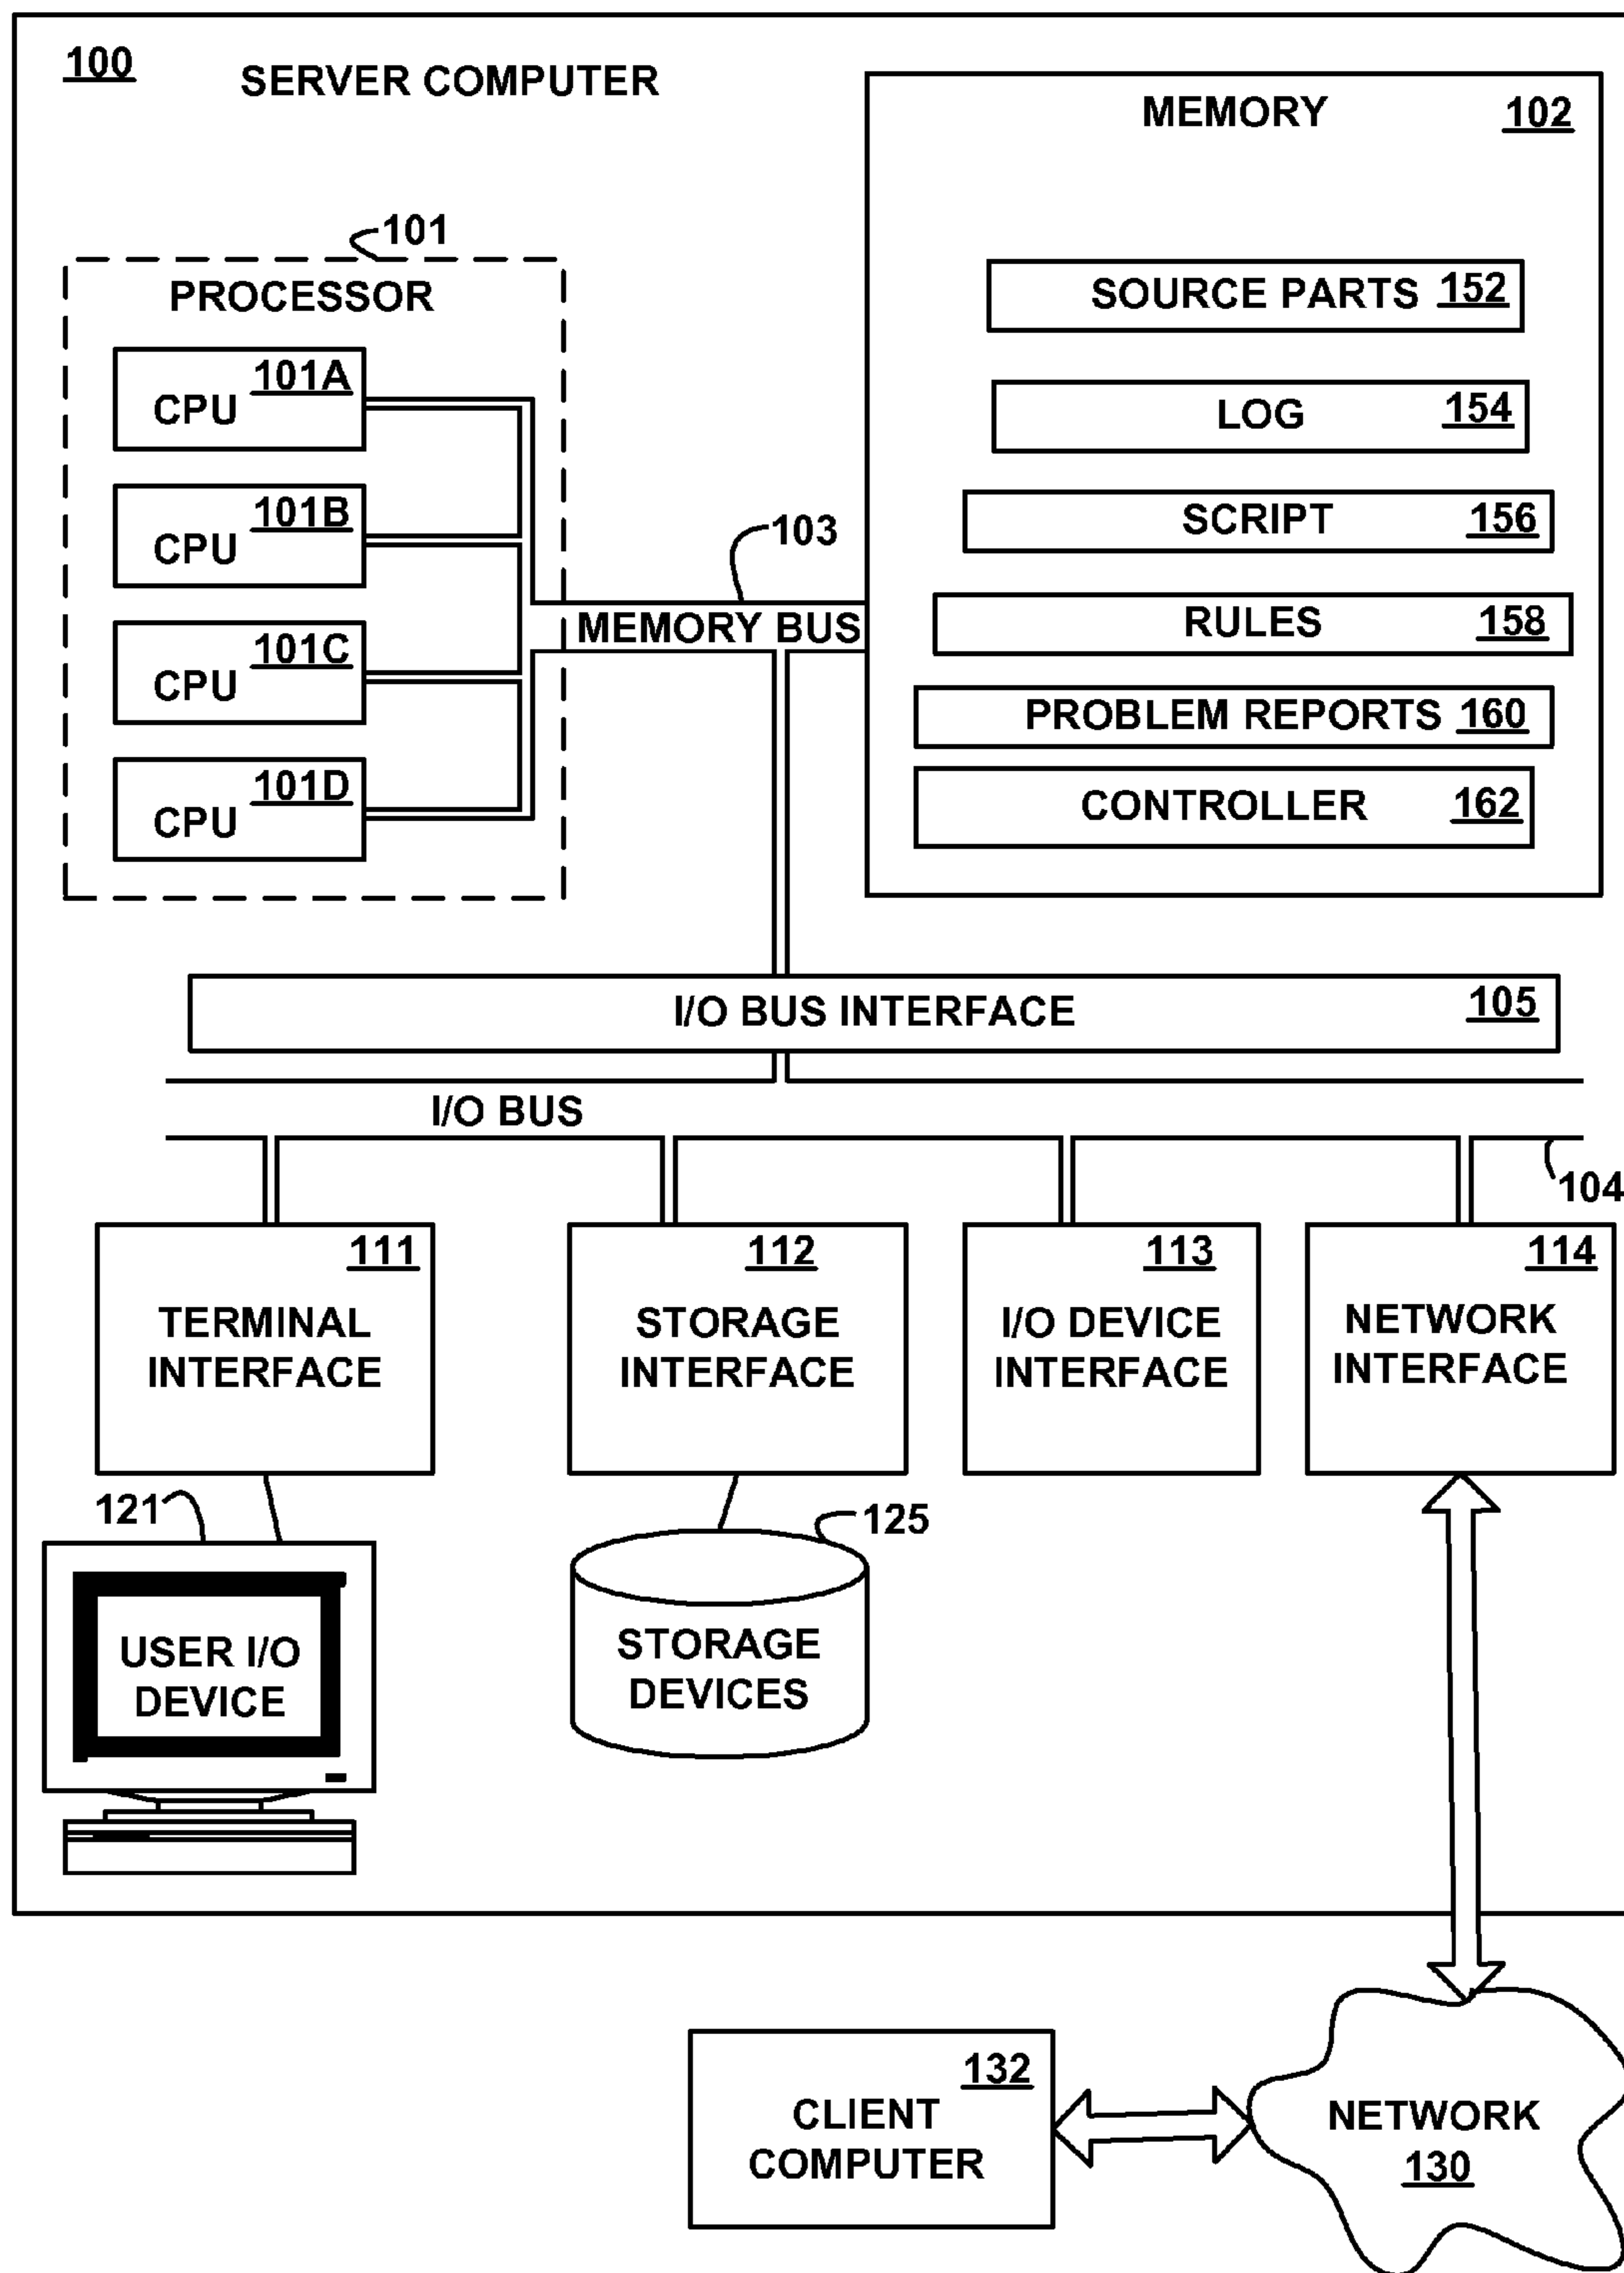 100
SERVER COMPUTER
MEMORY 102
101
PROCESSOR
CPU 101A
CPU 101B
CPU 101C
CPU 101D
103
MEMORY BUS
SOURCE PARTS 152
LOG 154
SCRIPT 156
RULES 158
PROBLEM REPORTS 160
CONTROLLER 162
I/O BUS INTERFACE 105
I/O BUS
104
111
TERMINAL
INTERFACE
112
STORAGE
INTERFACE
113
I/O DEVICE
INTERFACE
114
NETWORK
INTERFACE
121
USER I/O
DEVICE
125
STORAGE
DEVICES
132
CLIENT
COMPUTER
NETWORK
130